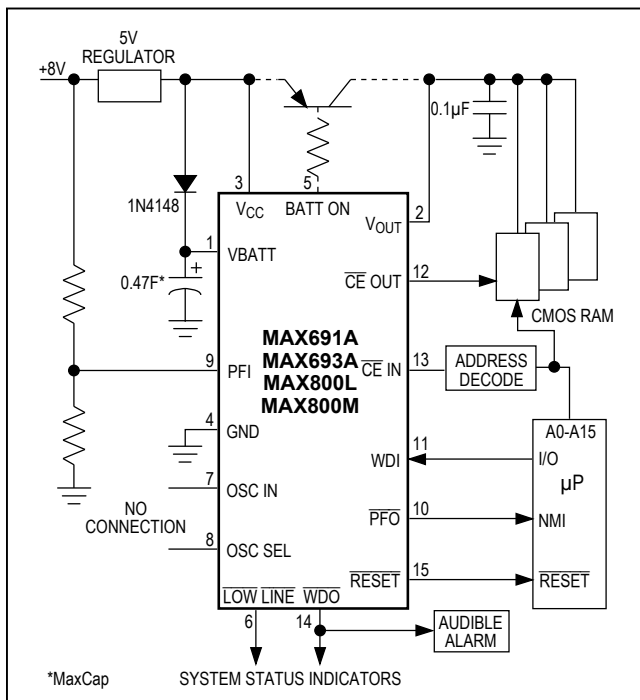 5V
REGULATOR
+8V
0.1µF
3
5
1N4148
VCC
BATT ON
VOUT
2
1
VBATT
0.47F*
+
CE OUT
12
CMOS RAM
MAX691A
MAX693A
MAX800L
MAX800M
9
PFI
CE IN
13
ADDRESS
DECODE
4
GND
A0-A15
WDI
11
I/O
µP
7
OSC IN
NO
CONNECTION
PFO
10
NMI
8
OSC SEL
RESET
15
RESET
LOW LINE
WDO
6
14
AUDIBLE
ALARM
*MaxCap
SYSTEM STATUS INDICATORS